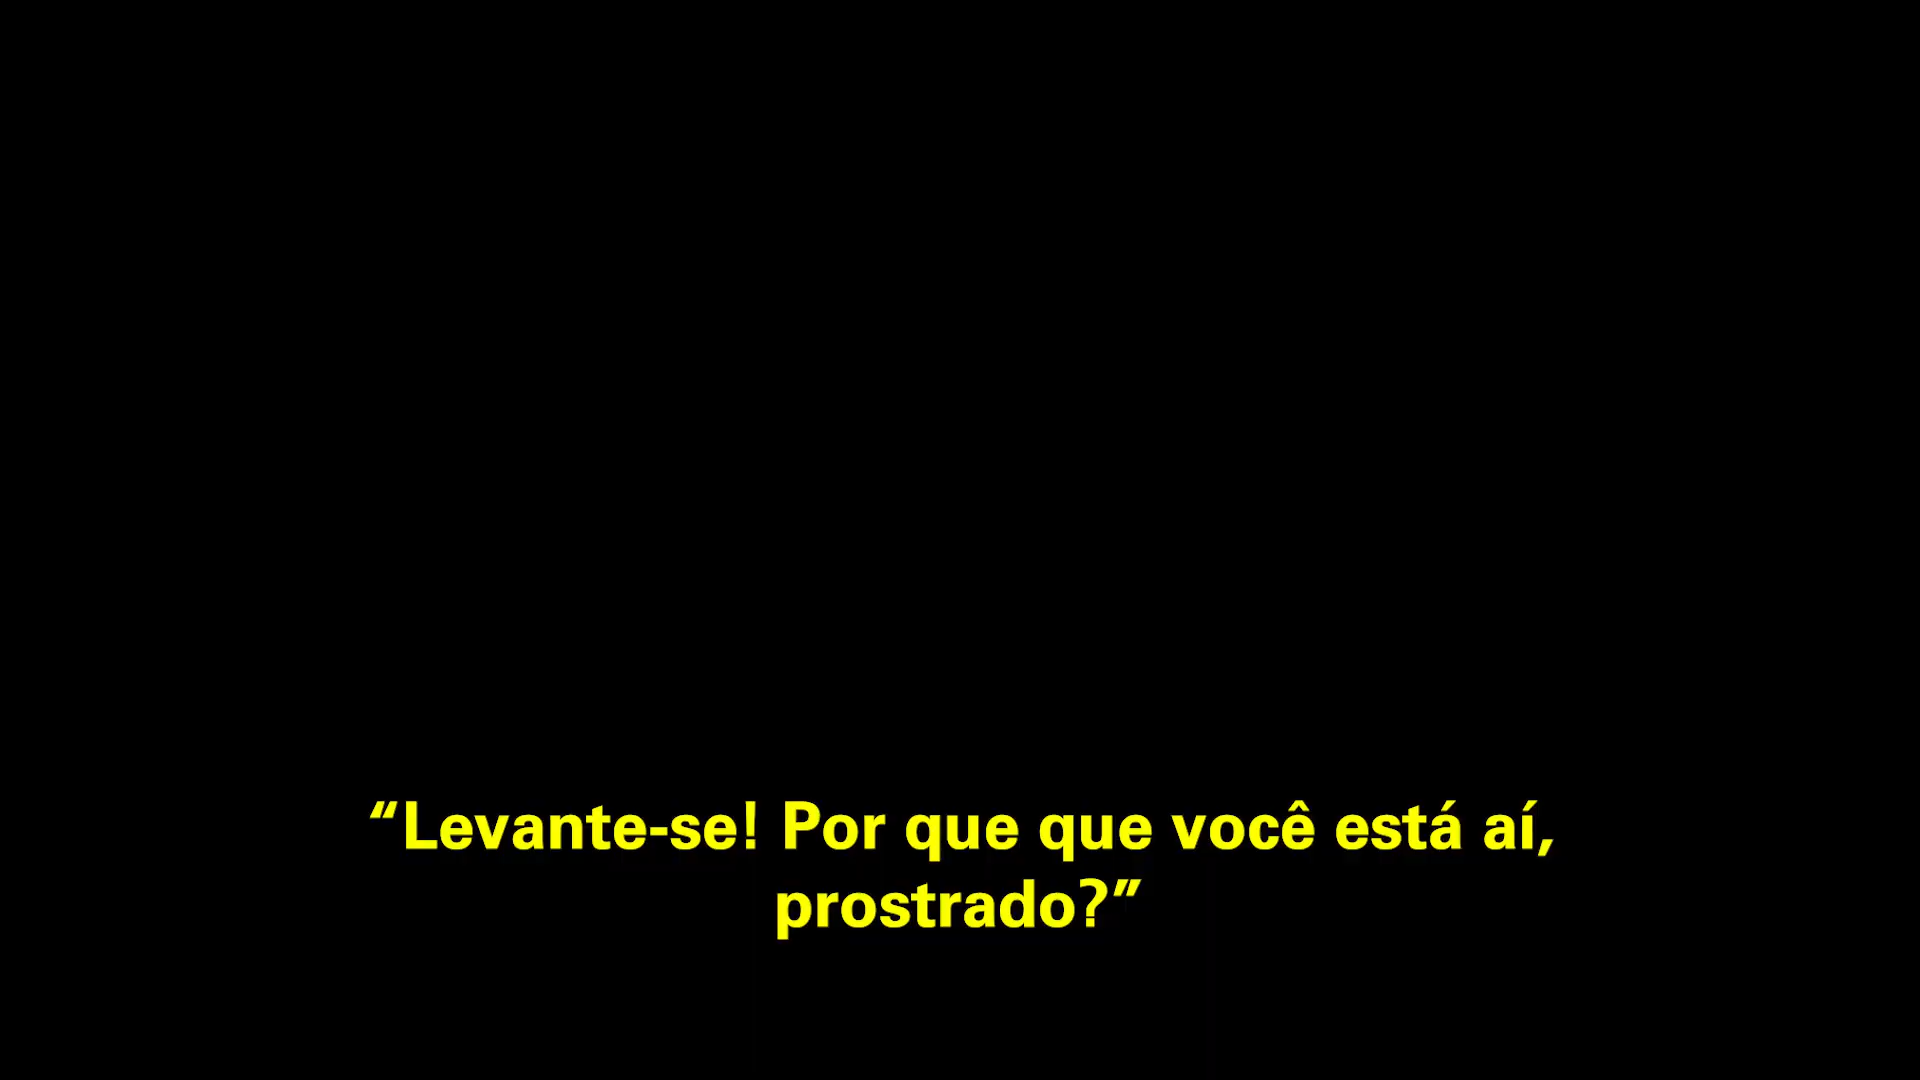 “Levante-se! Por que que você está aí,
prostrado?”